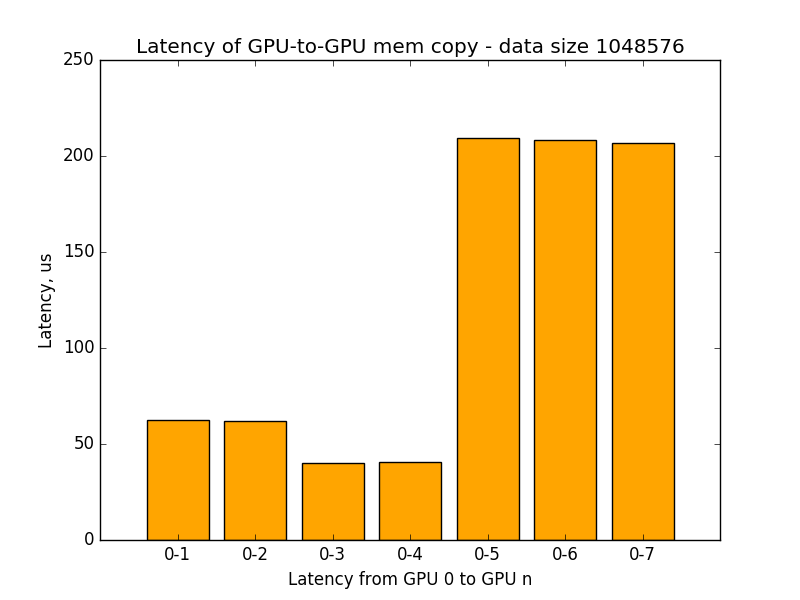 Latency of GPU-to-GPU mem copy - data size 1048576
250
200
150
100
50
0
Latency, us
0-1 0-2 0-3 0-4 0-5 0-6 0-7
Latency from GPU 0 to GPU n